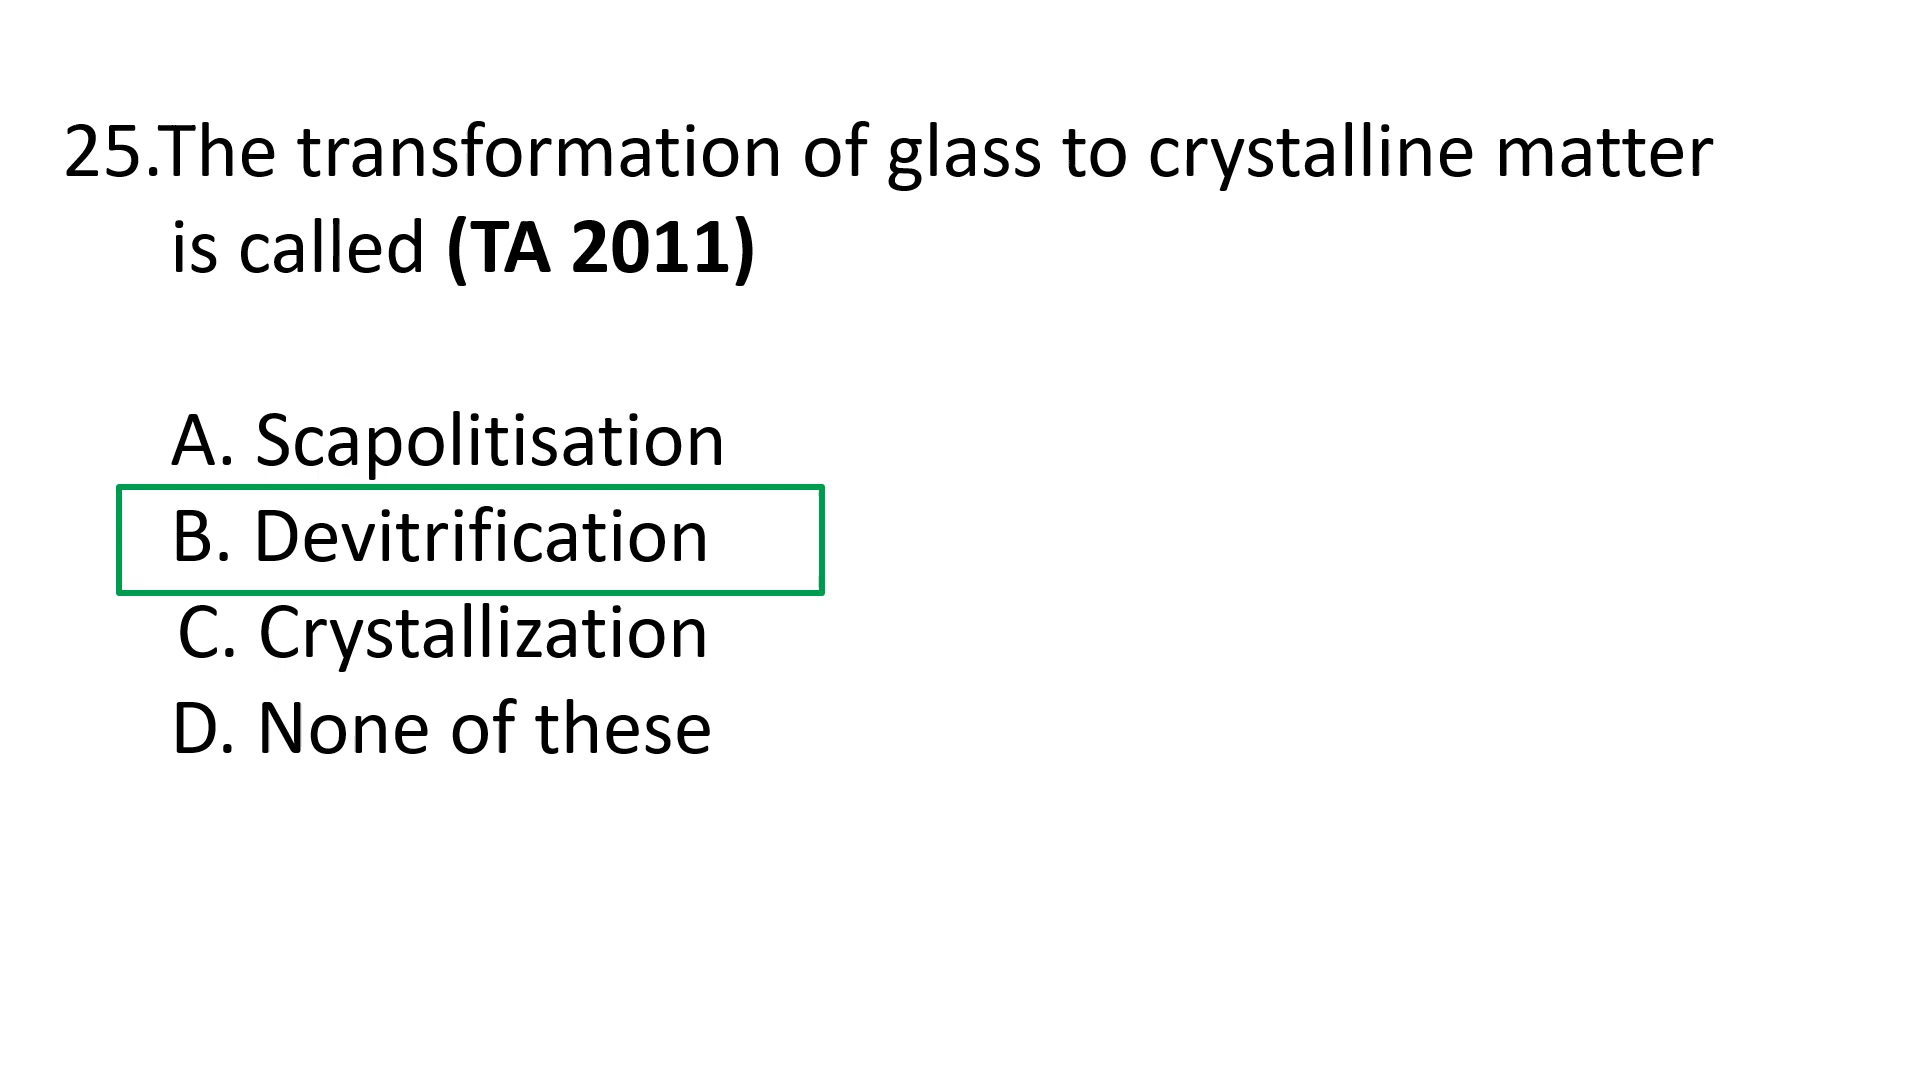 25.The transformation of glass to crystalline matter
is called (TA 2011)
A. Scapolitisation
B. Devitrification
C. Crystallization
D. None of these